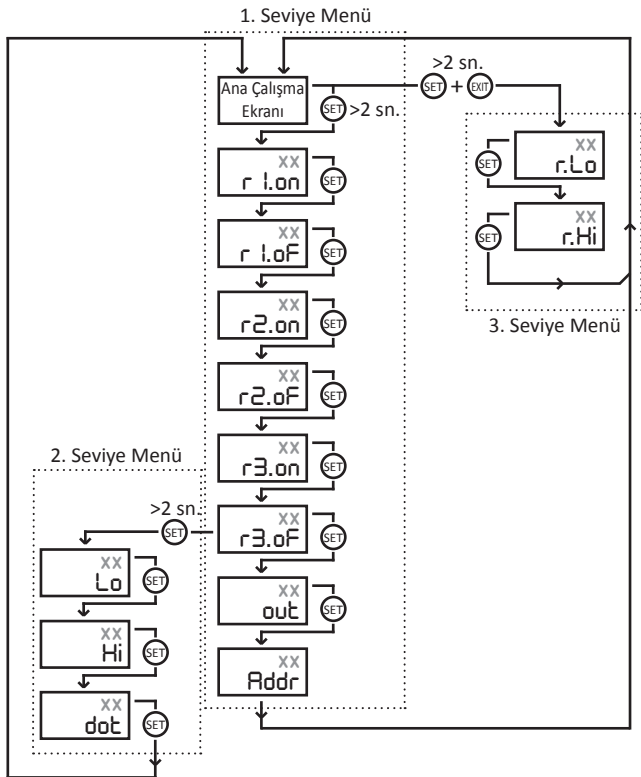 1. Seviye Menü
Ana Çalışma
Ekranı
SET >2 sn.
>2 sn.
SET + EXIT
XX
r1.on
SET
XX
r1.oF
SET
XX
r2.on
SET
XX
r2.oF
SET
XX
r3.on
SET
XX
r3.oF
SET
XX
out
SET
XX
Addr
XX
r.Lo
SET
XX
r.Hi
SET
3. Seviye Menü
2. Seviye Menü
>2 sn.
SET
XX
Lo
SET
XX
Hi
SET
XX
dot
SET